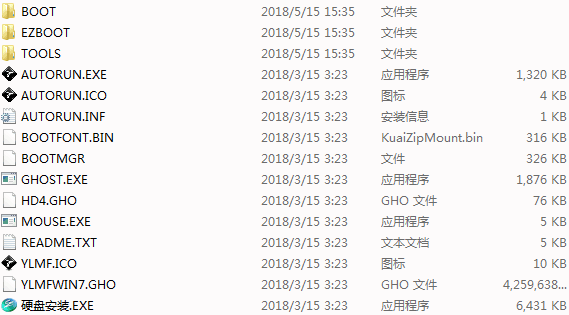 BOOT 2018/5/15 15:35 文件夹
EZBOOT 2018/5/15 15:35 文件夹
TOOLS 2018/5/15 15:35 文件夹
AUTORUN.EXE 2018/3/15 3:23 应用程序 1,320 KB
AUTORUN.ICO 2018/3/15 3:23 图标 4 KB
AUTORUN.INF 2018/3/15 3:23 安装信息 1 KB
BOOTFONT.BIN 2018/3/15 3:23 KuaiZipMount.bin 316 KB
BOOTMGR 2018/3/15 3:23 文件 326 KB
GHOST.EXE 2018/3/15 3:23 应用程序 1,876 KB
HD4.GHO 2018/3/15 3:23 GHO 文件 76 KB
MOUSE.EXE 2018/3/15 3:23 应用程序 5 KB
README.TXT 2018/3/15 3:23 文本文档 5 KB
YLMF.ICO 2018/3/15 3:23 图标 10 KB
YLMFWIN7.GHO 2018/3/15 3:23 GHO 文件 4,259,638...
硬盘安装.EXE 2018/3/15 3:23 应用程序 6,431 KB